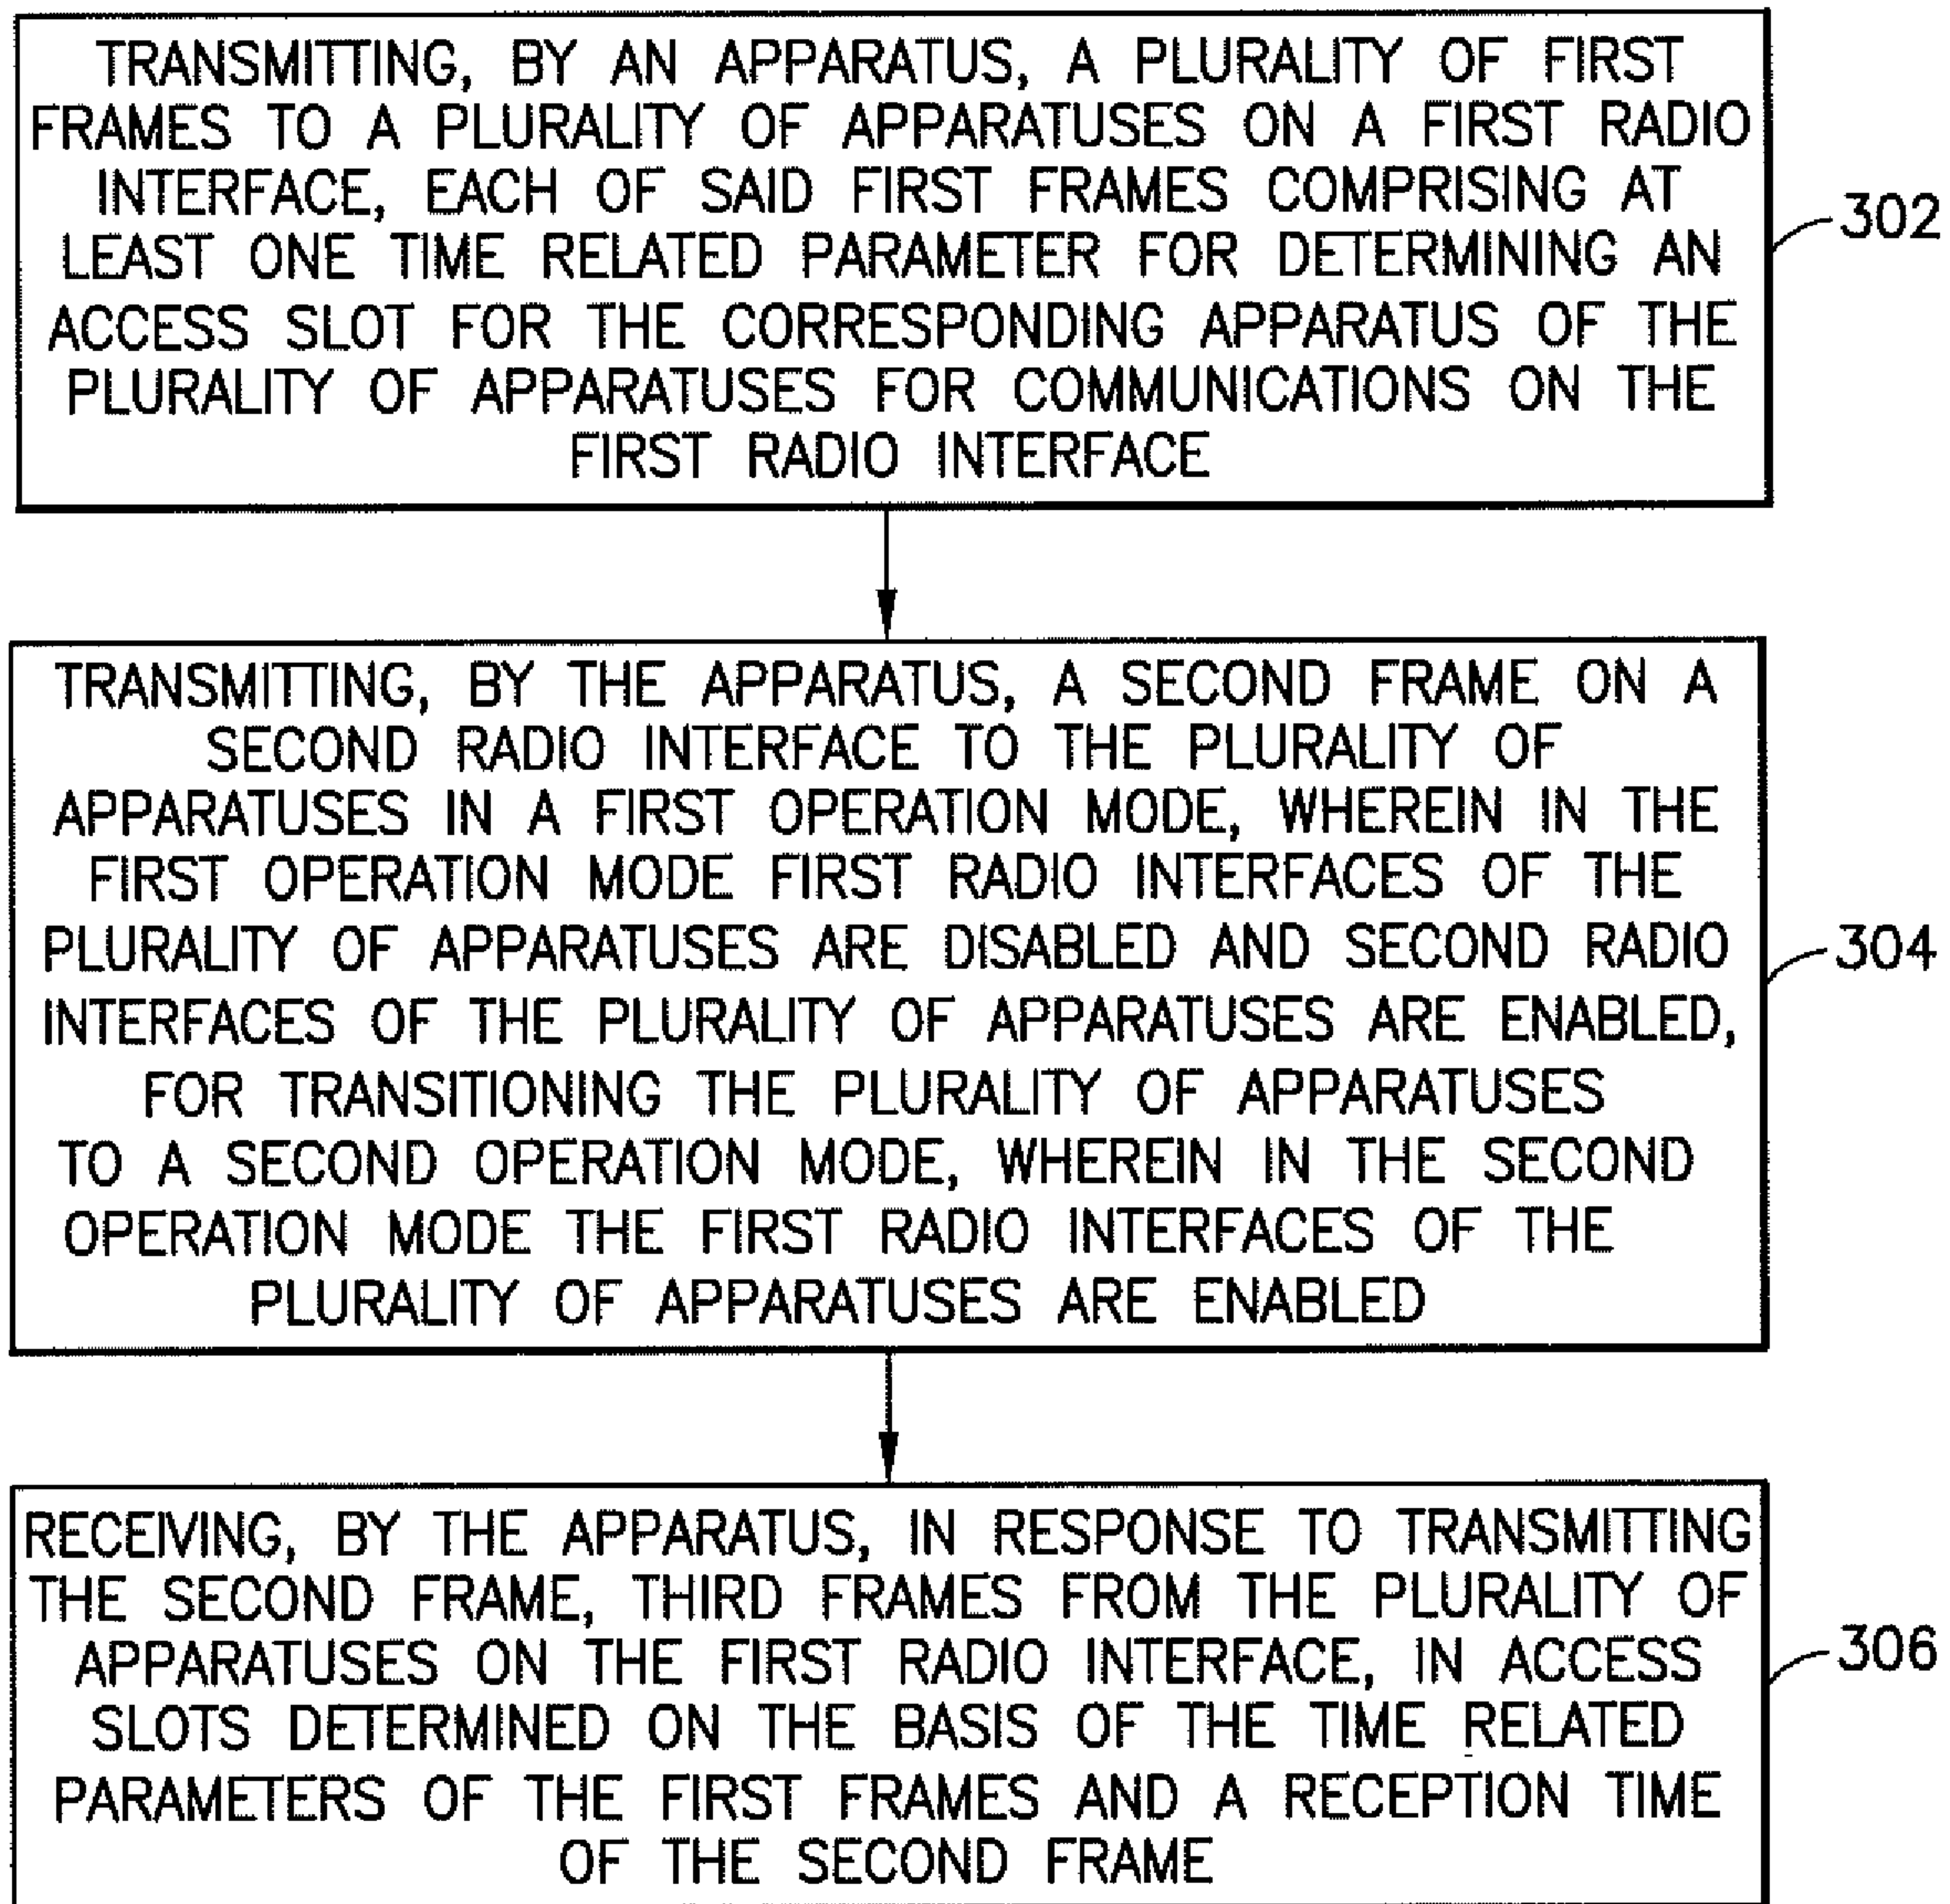 TRANSMITTING, BY AN APPARATUS, A PLURALITY OF FIRST
FRAMES TO A PLURALITY OF APPARATUSES ON A FIRST RADIO
INTERFACE, EACH OF SAID FIRST FRAMES COMPRISING AT
LEAST ONE TIME RELATED PARAMETER FOR DETERMINING AN
ACCESS SLOT FOR THE CORRESPONDING APPARATUS OF THE
PLURALITY OF APPARATUSES FOR COMMUNICATIONS ON THE
FIRST RADIO INTERFACE
302
TRANSMITTING, BY THE APPARATUS, A SECOND FRAME ON A
SECOND RADIO INTERFACE TO THE PLURALITY OF
APPARATUSES IN A FIRST OPERATION MODE, WHEREIN IN THE
FIRST OPERATION MODE FIRST RADIO INTERFACES OF THE
PLURALITY OF APPARATUSES ARE DISABLED AND SECOND RADIO
INTERFACES OF THE PLURALITY OF APPARATUSES ARE ENABLED,
FOR TRANSITIONING THE PLURALITY OF APPARATUSES
TO A SECOND OPERATION MODE, WHEREIN IN THE SECOND
OPERATION MODE THE FIRST RADIO INTERFACES OF THE
PLURALITY OF APPARATUSES ARE ENABLED
304
RECEIVING, BY THE APPARATUS, IN RESPONSE TO TRANSMITTING
THE SECOND FRAME, THIRD FRAMES FROM THE PLURALITY OF
APPARATUSES ON THE FIRST RADIO INTERFACE, IN ACCESS
SLOTS DETERMINED ON THE BASIS OF THE TIME RELATED
PARAMETERS OF THE FIRST FRAMES AND A RECEPTION TIME
OF THE SECOND FRAME
306